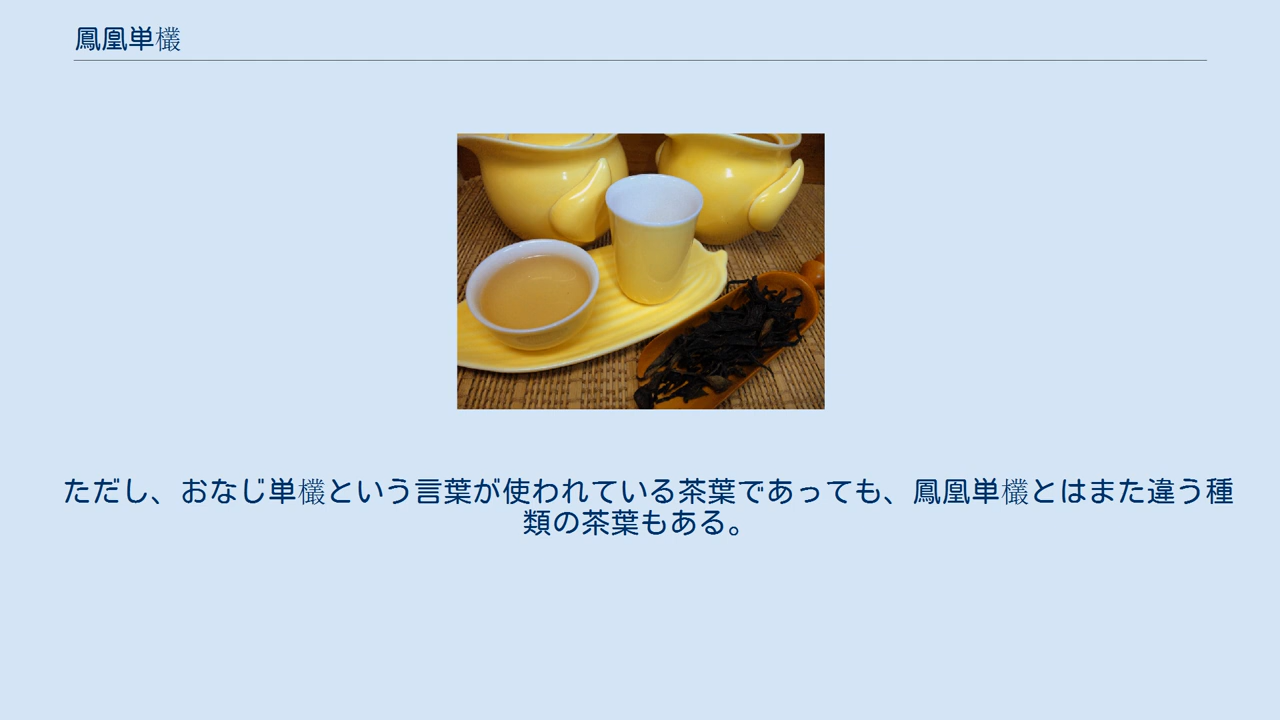 鳳凰単欉
ただし、おなじ単欉という言葉が使われている茶葉であっても、鳳凰単欉とはまた違う種
類の茶葉もある。